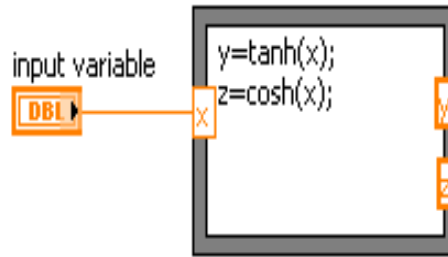 input variable
y=tanh(x);
z=cosh(x);
DBL
x
y
z